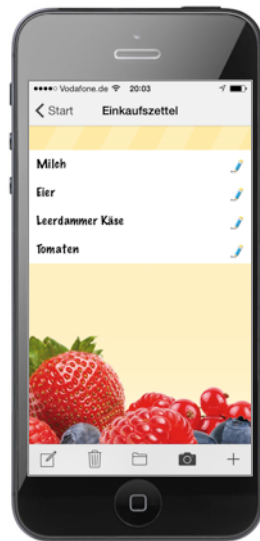 Vodafone.de 20:03
Start Einkaufszettel
Milch
Eier
Leerdammer Käse
Tomaten